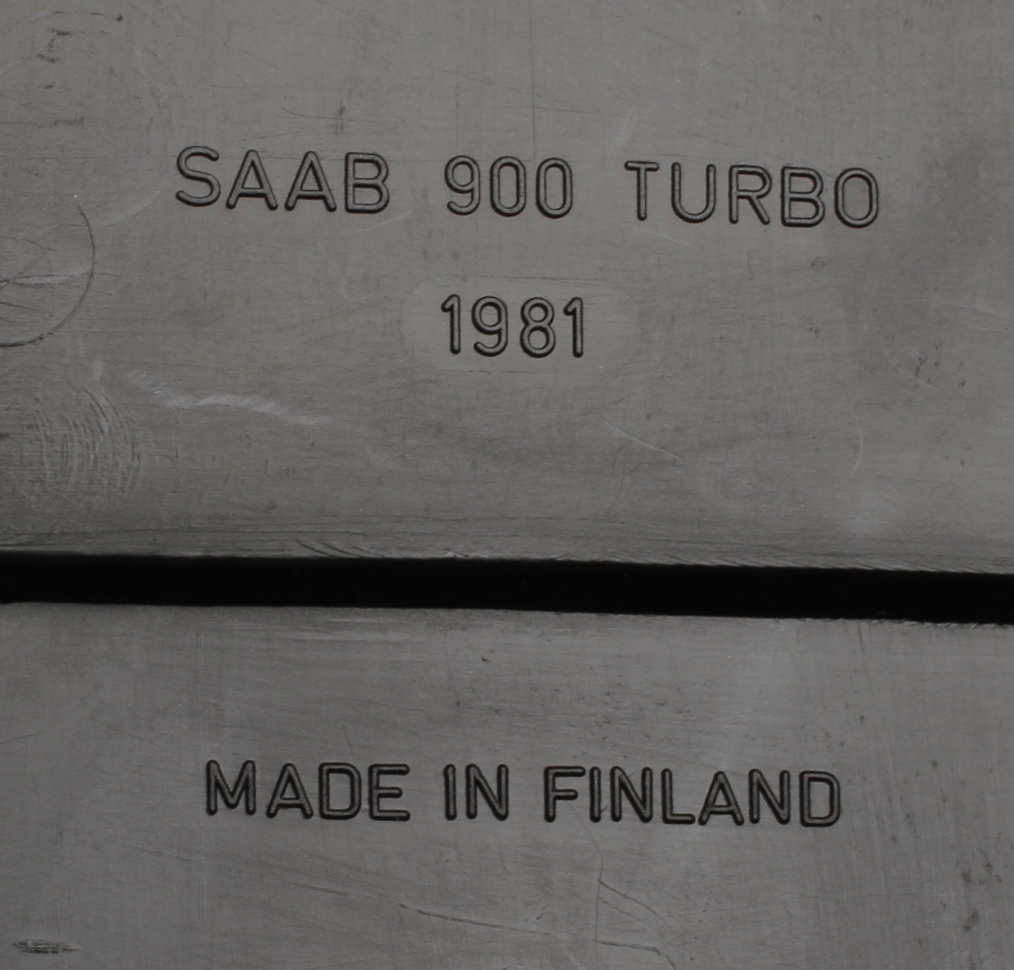 SAAB 900 TURBO
1981
MADE IN FINLAND